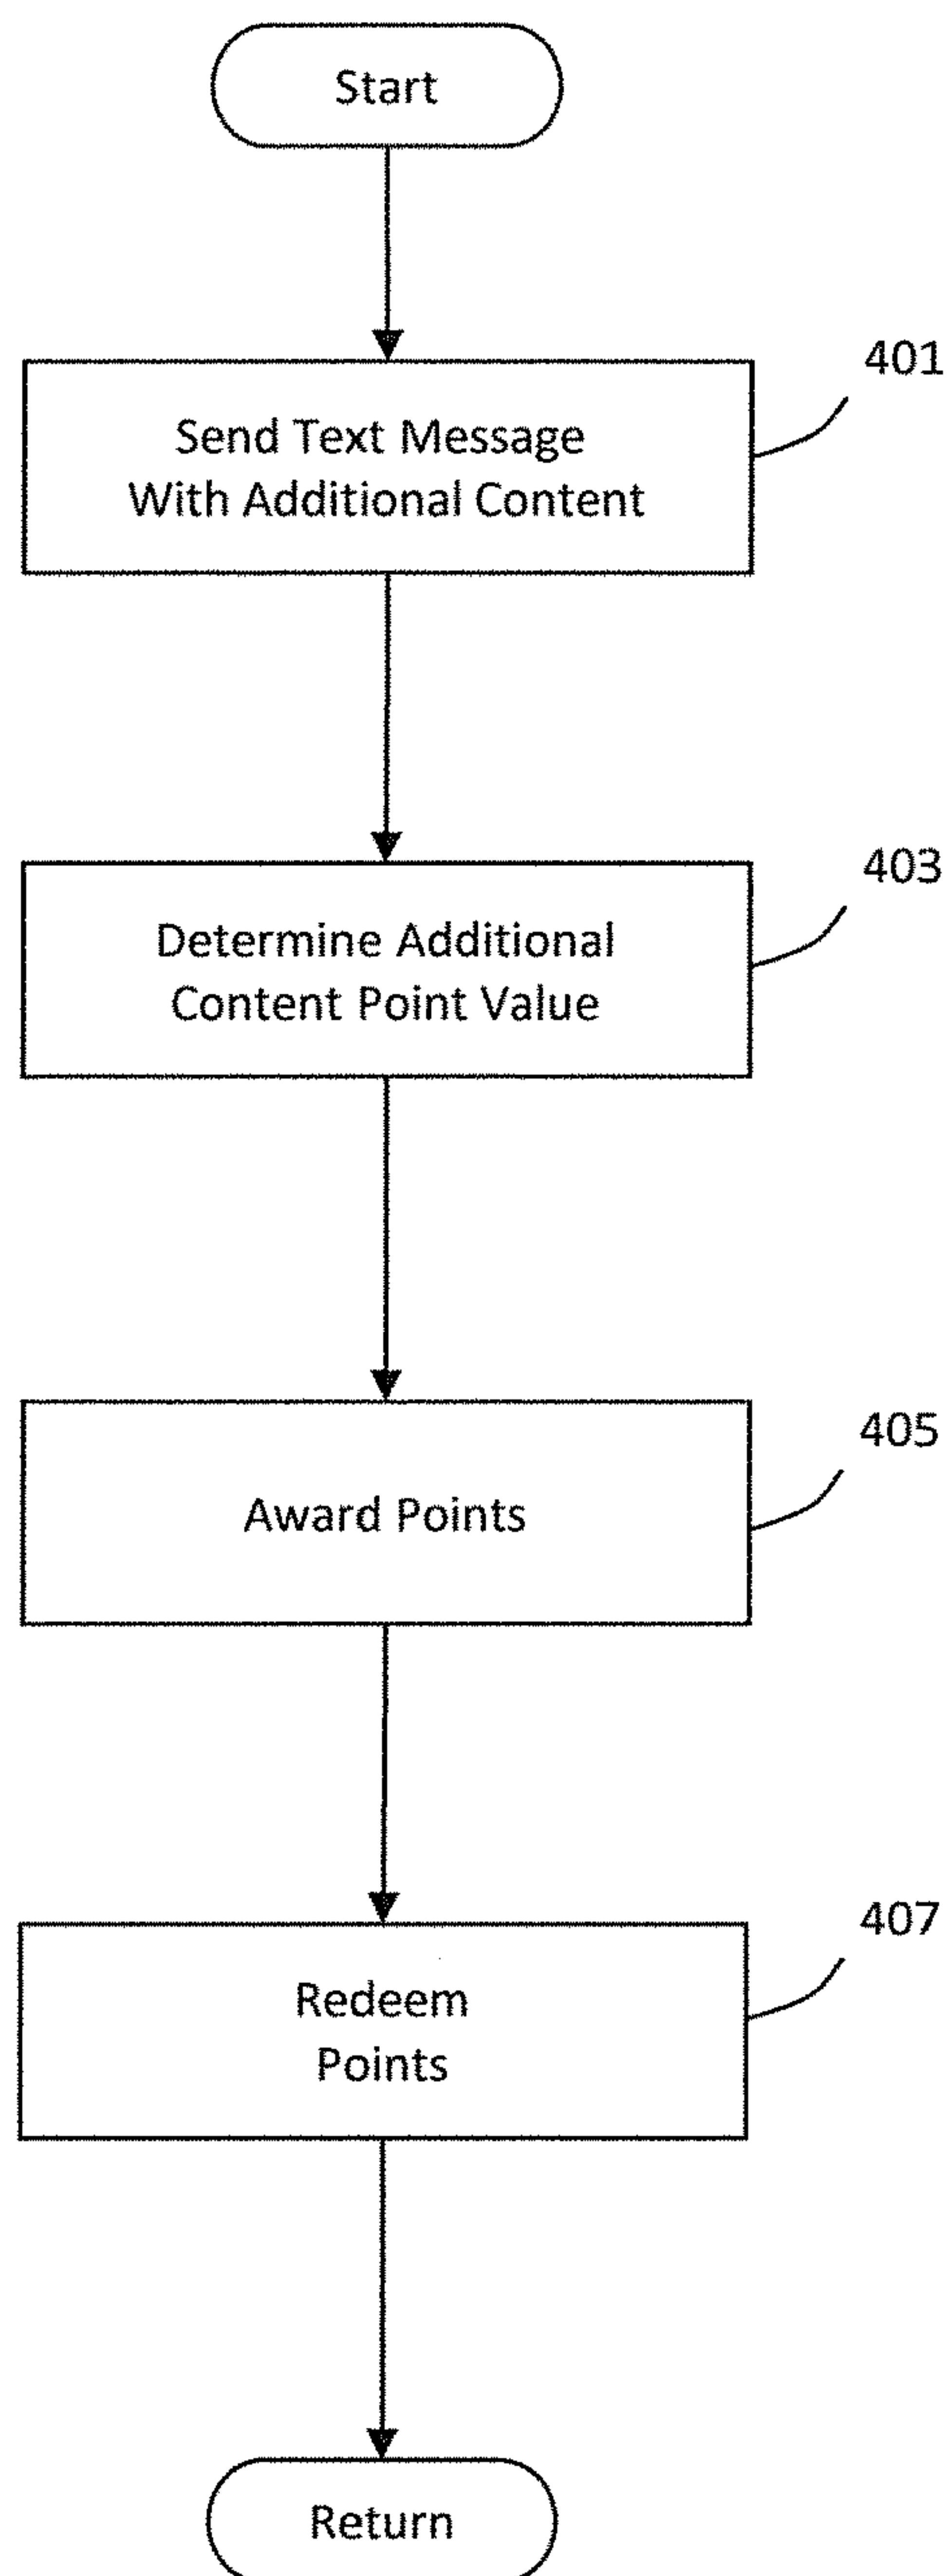 Start
401
Send Text Message
With Additional Content
403
Determine Additional
Content Point Value
405
Award Points
407
Redeem
Points
Return